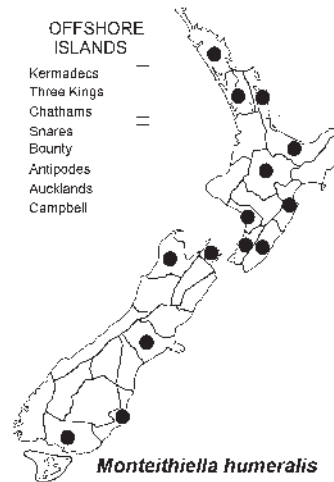 OFFSHORE
ISLANDS
Kermadecs
Three Kings
Chathams
Snares
Bounty
Antipodes
Aucklands
Campbell
Monteithiella humeralis